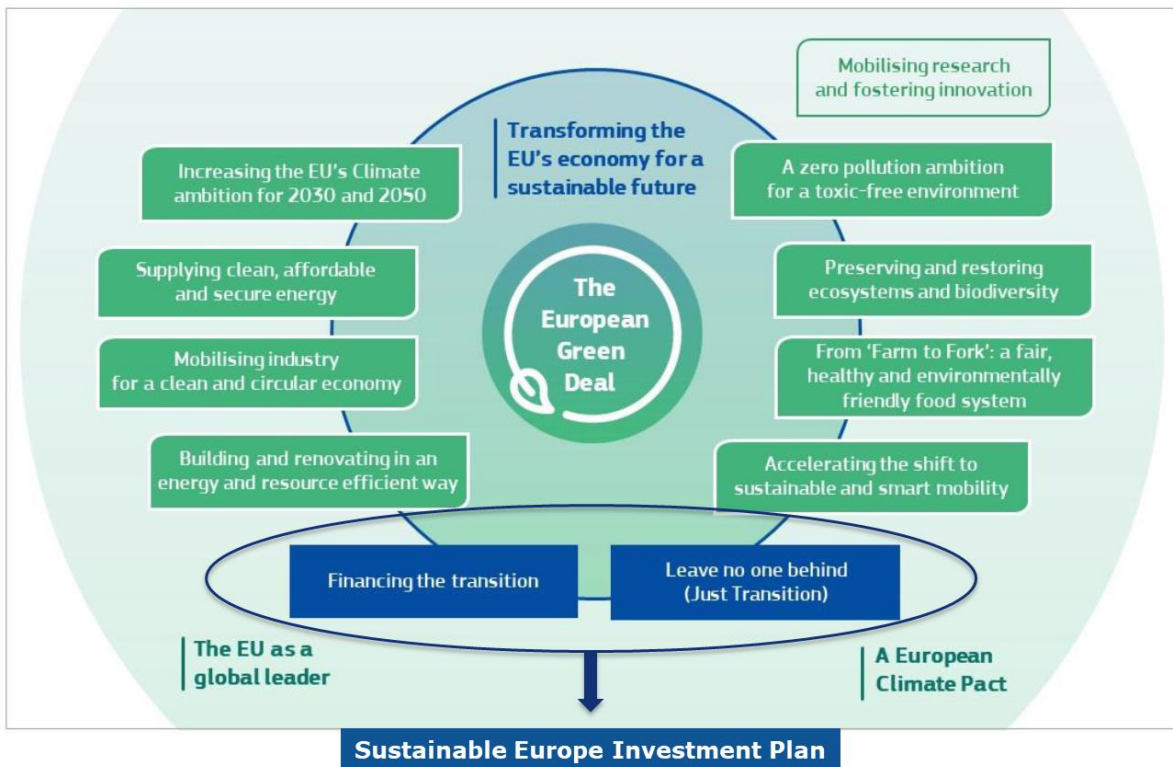 Mobilising research
and fostering innovation
Transforming the
EU's economy for a
sustainable future
Increasing the EU's Climate
ambition for 2030 and 2050
A zero pollution ambition
for a toxic-free environment
Supplying clean, affordable
and secure energy
Preserving and restoring
ecosystems and biodiversity
The
European
Green
Deal
Mobilising industry
for a clean and circular economy
From 'Farm to Fork': a fair,
healthy and environmentally
friendly food system
Building and renovating in an
energy and resource efficient way
Accelerating the shift to
sustainable and smart mobility
Financing the transition
Leave no one behind
(Just Transition)
The EU as a
global leader
A European
Climate Pact
Sustainable Europe Investment Plan